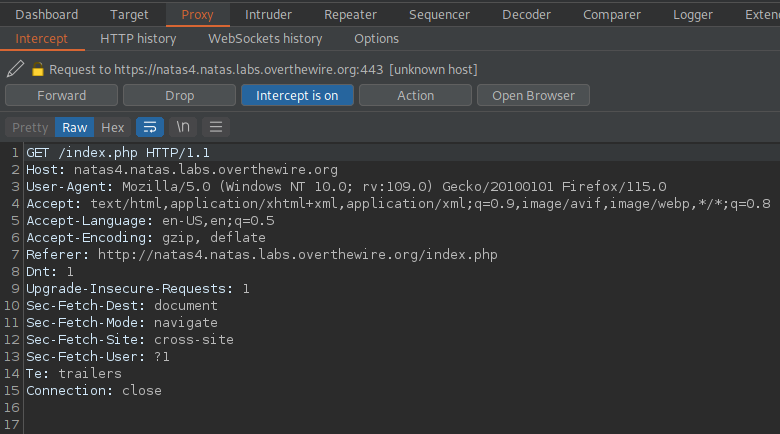 Dashboard Target Proxy Intruder Repeater Sequencer Decoder Comparer Logger Exten
Intercept HTTP history WebSockets history Options
Request to https://natas4.natas.labs.overthewire.org:443 [unknown host]
Forward Drop Intercept is on Action Open Browser
Pretty Raw Hex \n
1 GET /index.php HTTP/1.1
2 Host: natas4.natas.labs.overthewire.org
3 User-Agent: Mozilla/5.0 (Windows NT 10.0; rv:109.0) Gecko/20100101 Firefox/115.0
4 Accept: text/html,application/xhtml+xml,application/xml;q=0.9,image/avif,image/webp,*/*;q=0.8
5 Accept-Language: en-US,en;q=0.5
6 Accept-Encoding: gzip, deflate
7 Referer: http://natas4.natas.labs.overthewire.org/index.php
8 Dnt: 1
9 Upgrade-Insecure-Requests: 1
10 Sec-Fetch-Dest: document
11 Sec-Fetch-Mode: navigate
12 Sec-Fetch-Site: cross-site
13 Sec-Fetch-User: ?1
14 Te: trailers
15 Connection: close
16
17